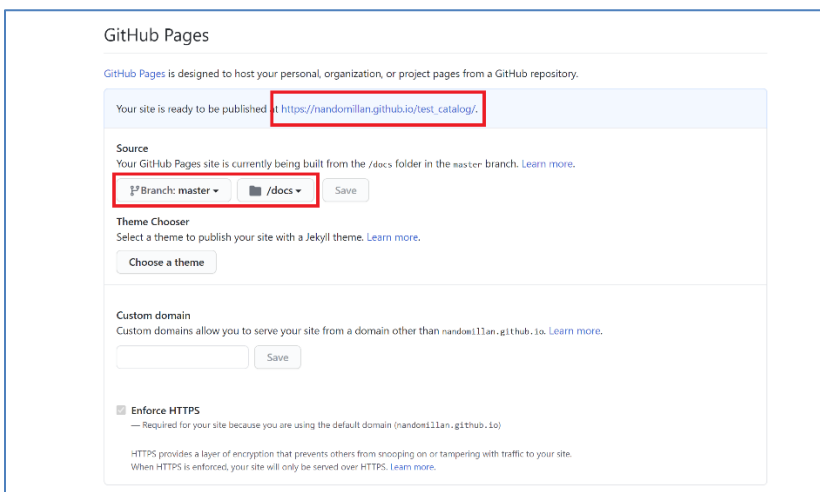 GitHub Pages
GitHub Pages is designed to host your personal, organization, or project pages from a GitHub repository.
Your site is ready to be published at https://nandomillan.github.io/test_catalog/.
Source
Your GitHub Pages site is currently being built from the /docs folder in the master branch. Learn more.
Branch: master /docs Save
Theme Chooser
Select a theme to publish your site with a Jekyll theme. Learn more.
Choose a theme
Custom domain
Custom domains allow you to serve your site from a domain other than nandomillan.github.io. Learn more.
Save
Enforce HTTPS
— Required for your site because you are using the default domain (nandomillan.github.io)
HTTPS provides a layer of encryption that prevents others from snooping on or tampering with traffic to your site.
When HTTPS is enforced, your site will only be served over HTTPS. Learn more.